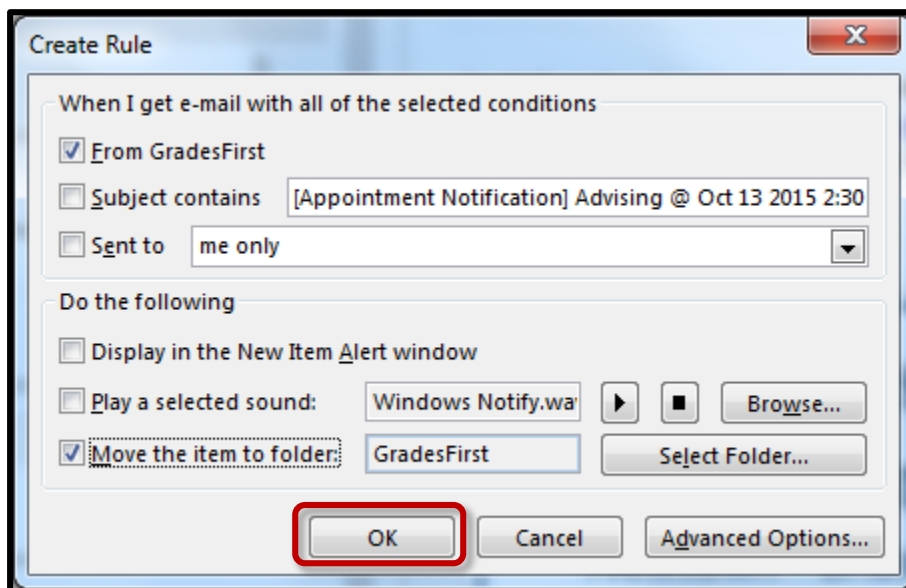 Create Rule
When I get e-mail with all of the selected conditions
From GradesFirst
Subject contains [Appointment Notification] Advising @ Oct 13 2015 2:30
Sent to me only
Do the following
Display in the New Item Alert window
Play a selected sound: Windows Notify.wa Browse...
Move the item to folder: GradesFirst Select Folder...
OK Cancel Advanced Options...